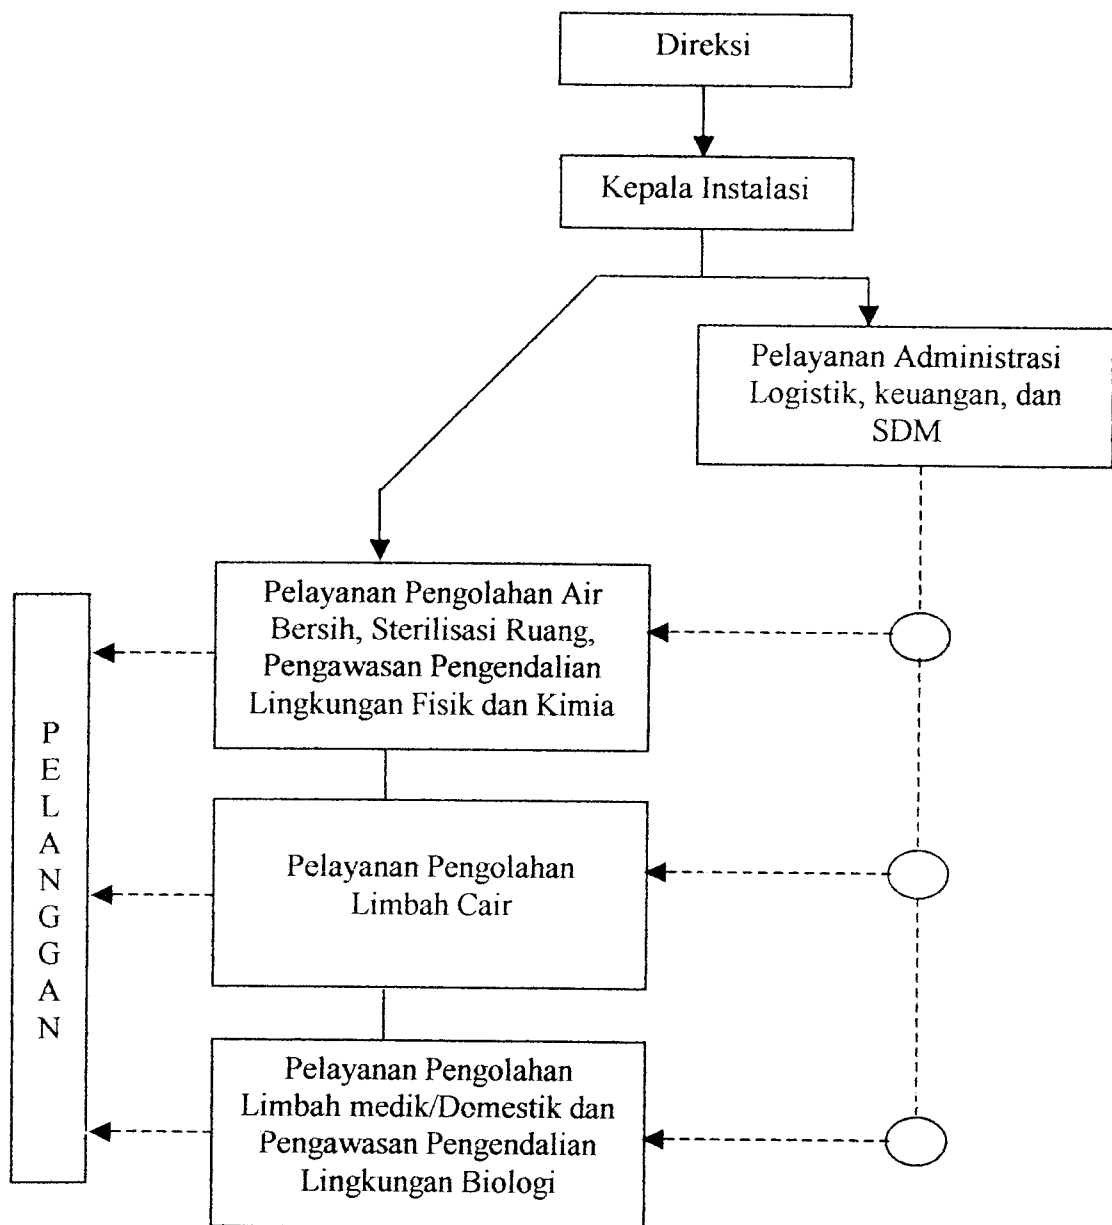 Direksi
Kepala Instalasi
Pelayanan Administrasi
Logistik, keuangan, dan
SDM
Pelayanan Pengolahan Air
Bersih, Sterilisasi Ruang,
Pengawasan Pengendalian
Lingkungan Fisik dan Kimia
P
E
L
A
N
G
G
A
N
Pelayanan Pengolahan
Limbah Cair
Pelayanan Pengolahan
Limbah medik/Domestik dan
Pengawasan Pengendalian
Lingkungan Biologi